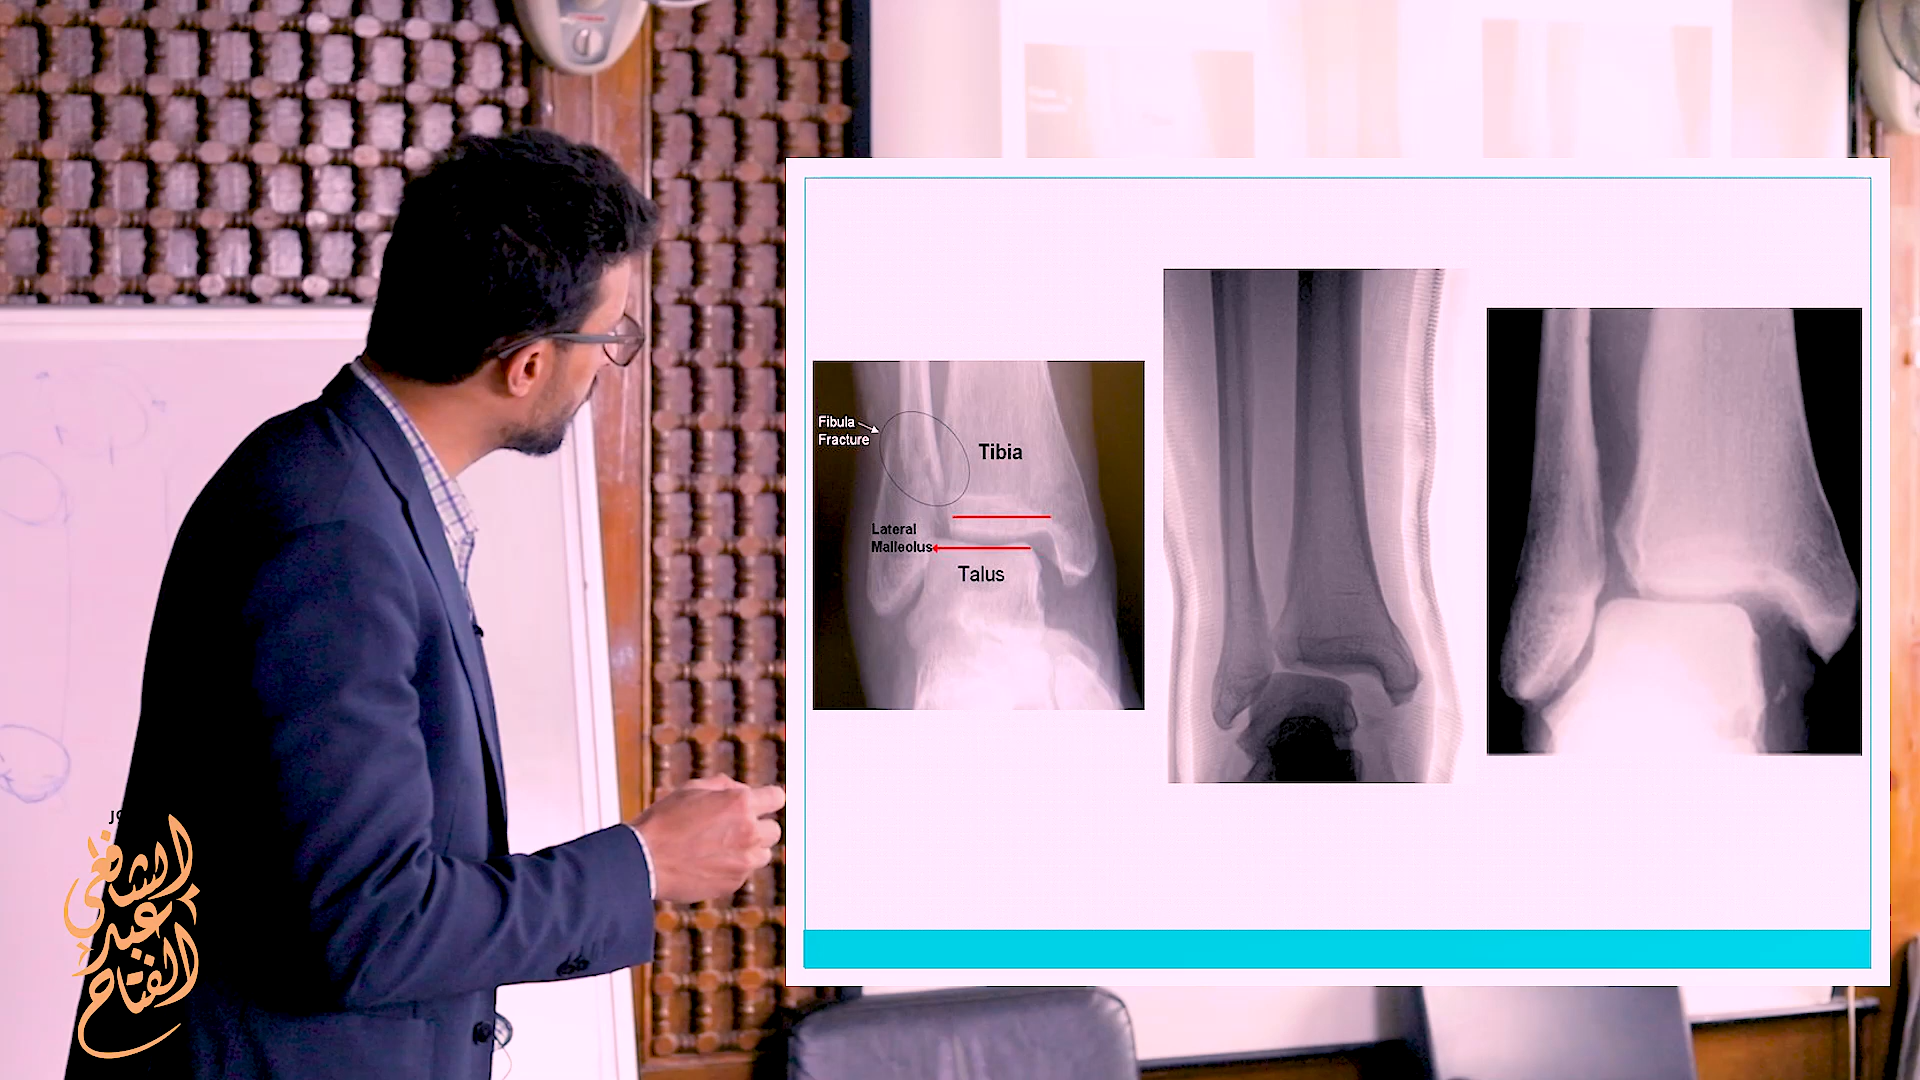 Fibula
Fracture
Tibia
Lateral
Malleolus
Talus
الشافعي
عبد
الفتاح